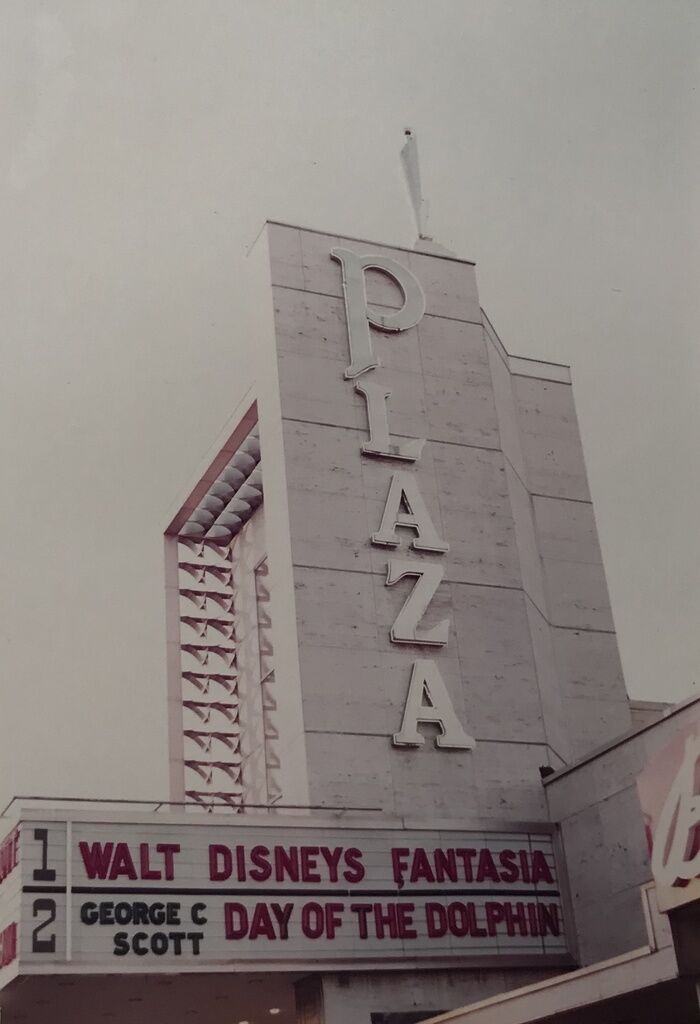 PLAZA
1 WALT DISNEYS FANTASIA
2 GEORGE C SCOTT DAY OF THE DOLPHIN